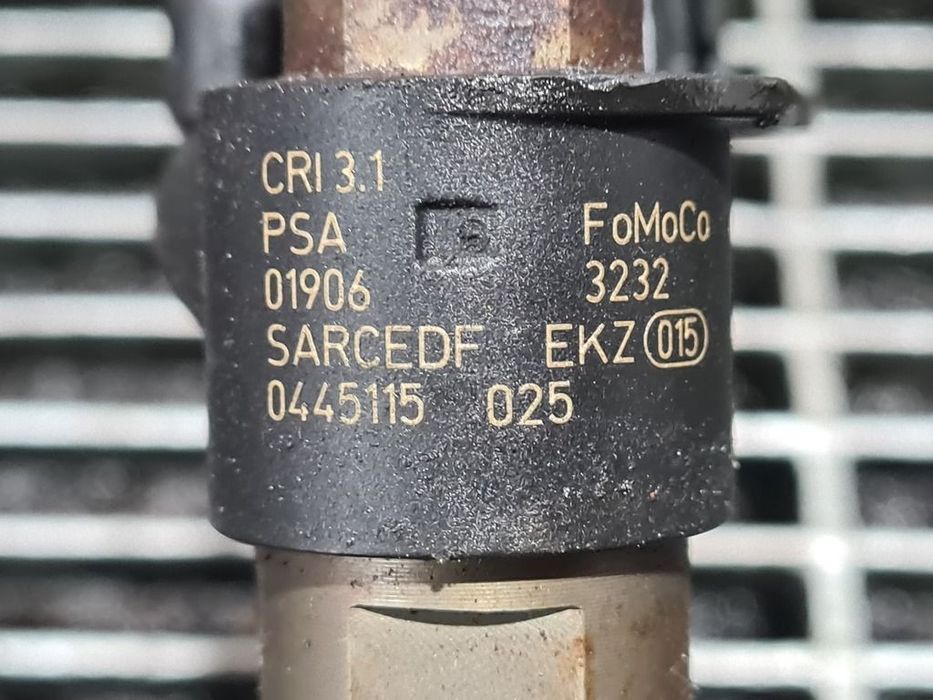 CRI 3.1
PSA FoMoCo
01906 3232
SARCEDF EKZ 015
0445115 025